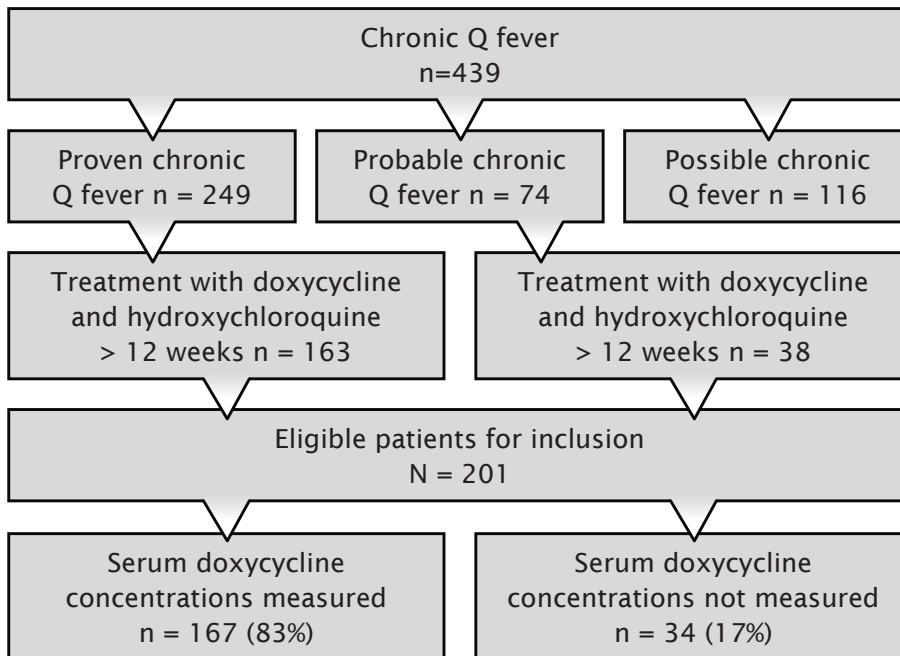 Chronic Q fever
n=439
Proven chronic
Q fever n = 249
Probable chronic
Q fever n = 74
Possible chronic
Q fever n = 116
Treatment with doxycycline
and hydroxychloroquine
> 12 weeks n = 163
Treatment with doxycycline
and hydroxychloroquine
> 12 weeks n = 38
Eligible patients for inclusion
N = 201
Serum doxycycline
concentrations measured
n = 167 (83%)
Serum doxycycline
concentrations not measured
n = 34 (17%)